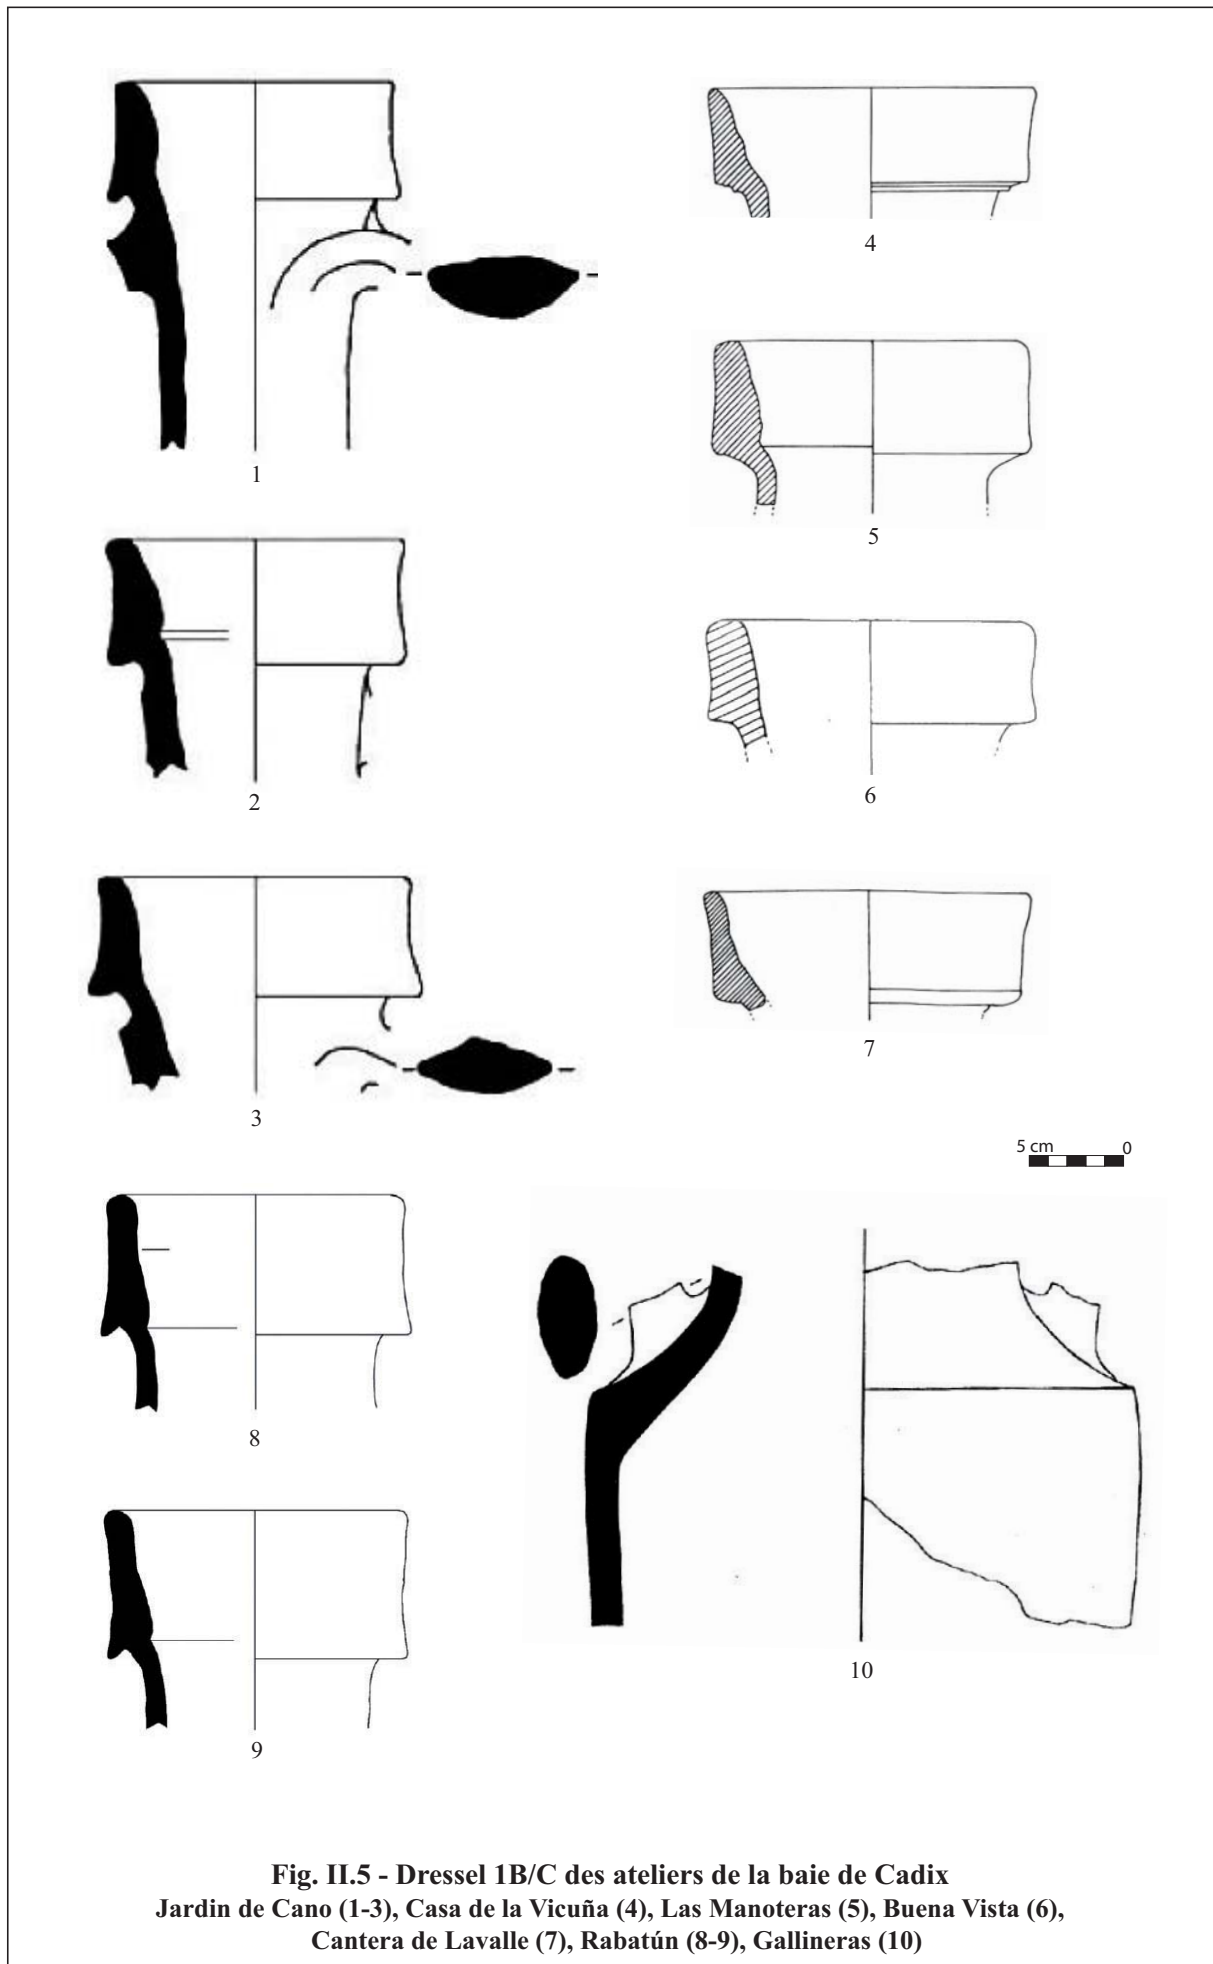 1
4
5
2
6
3
7
5 cm 0
8
10
9
Fig. II.5 - Dressel 1B/C des ateliers de la baie de Cadix
Jardin de Cano (1-3), Casa de la Vicuña (4), Las Manoteras (5), Buena Vista (6),
Cantera de Lavalle (7), Rabatún (8-9), Gallineras (10)